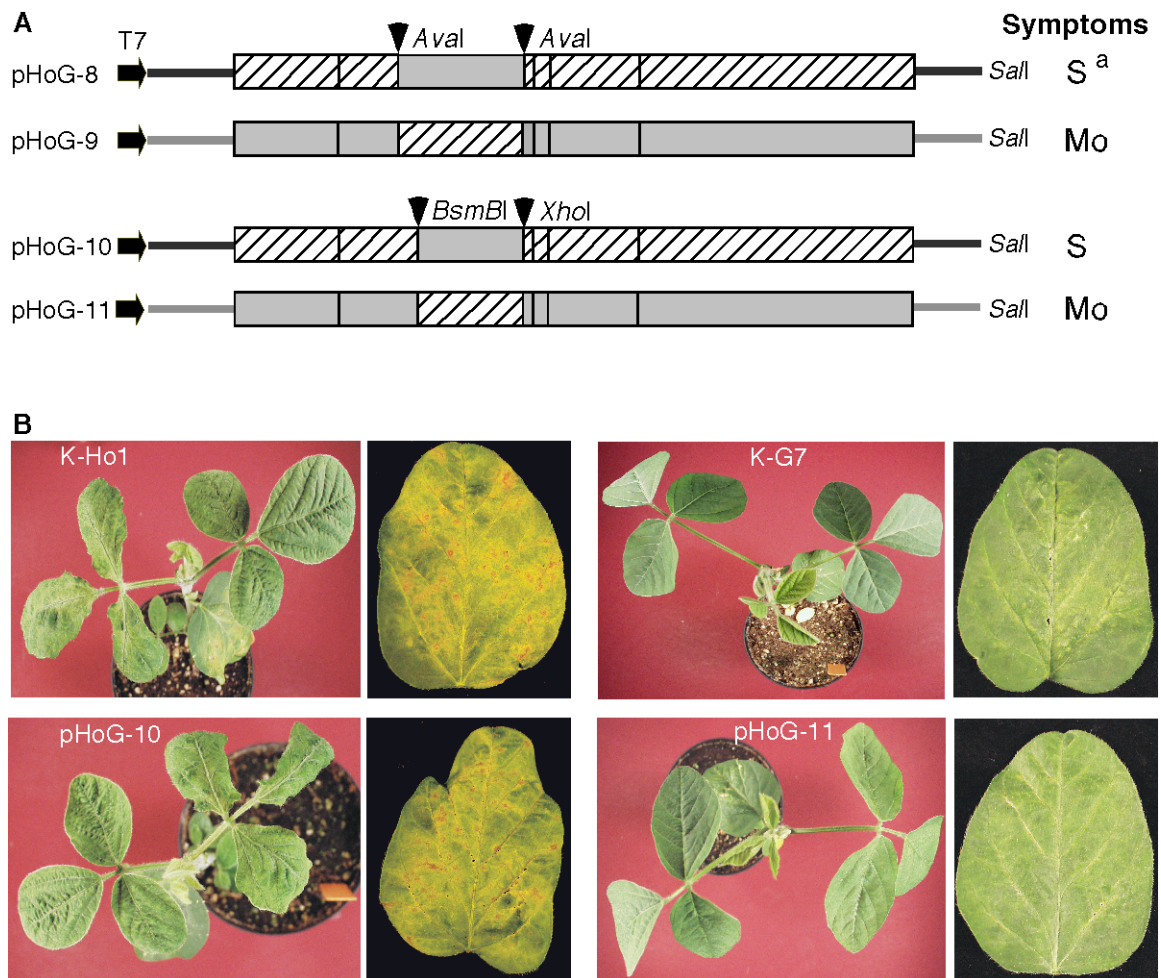 A
Symptoms
T7
AvaI AvaI
pHoG-8 SalI S a
pHoG-9 SalI Mo
BsmBI XhoI
pHoG-10 SalI S
pHoG-11 SalI Mo
B
K-Ho1 K-G7
pHoG-10 pHoG-11